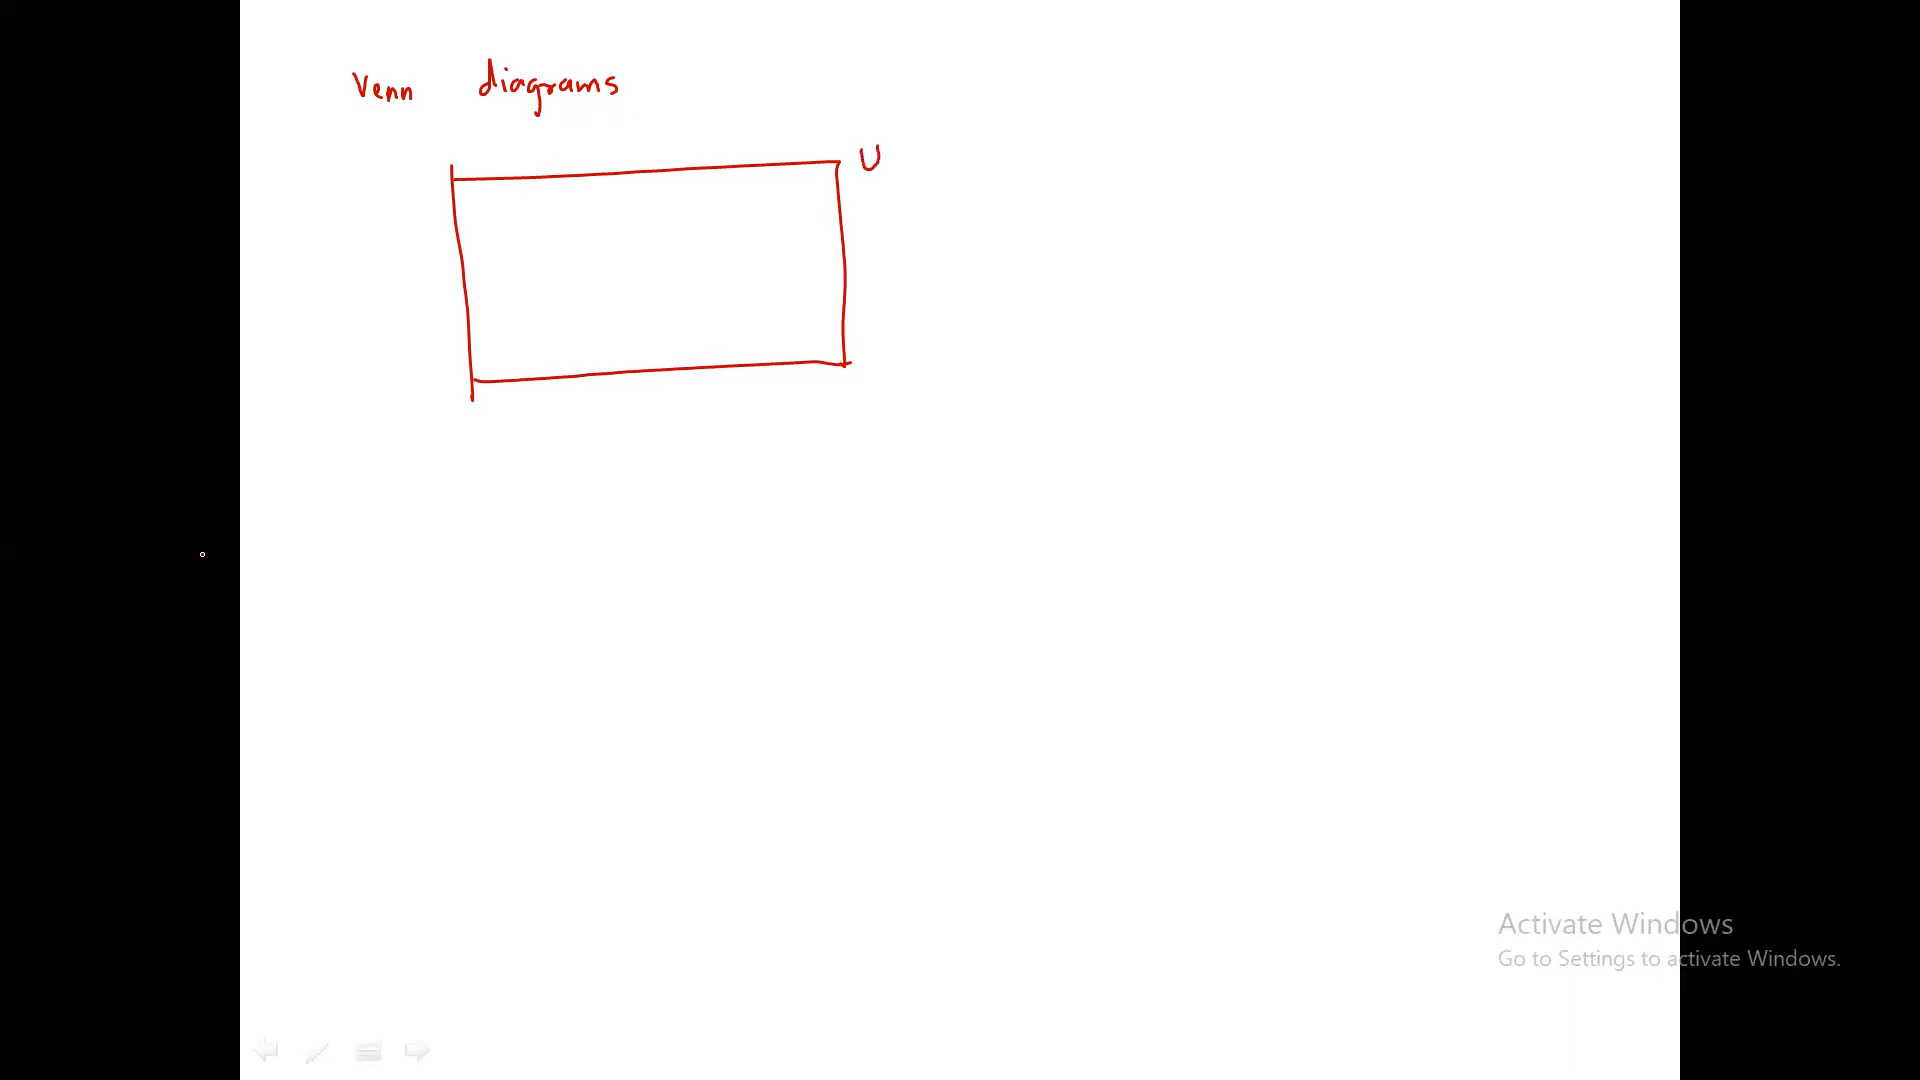 Venn diagrams
U
Activate Windows
Go to Settings to activate Windows.